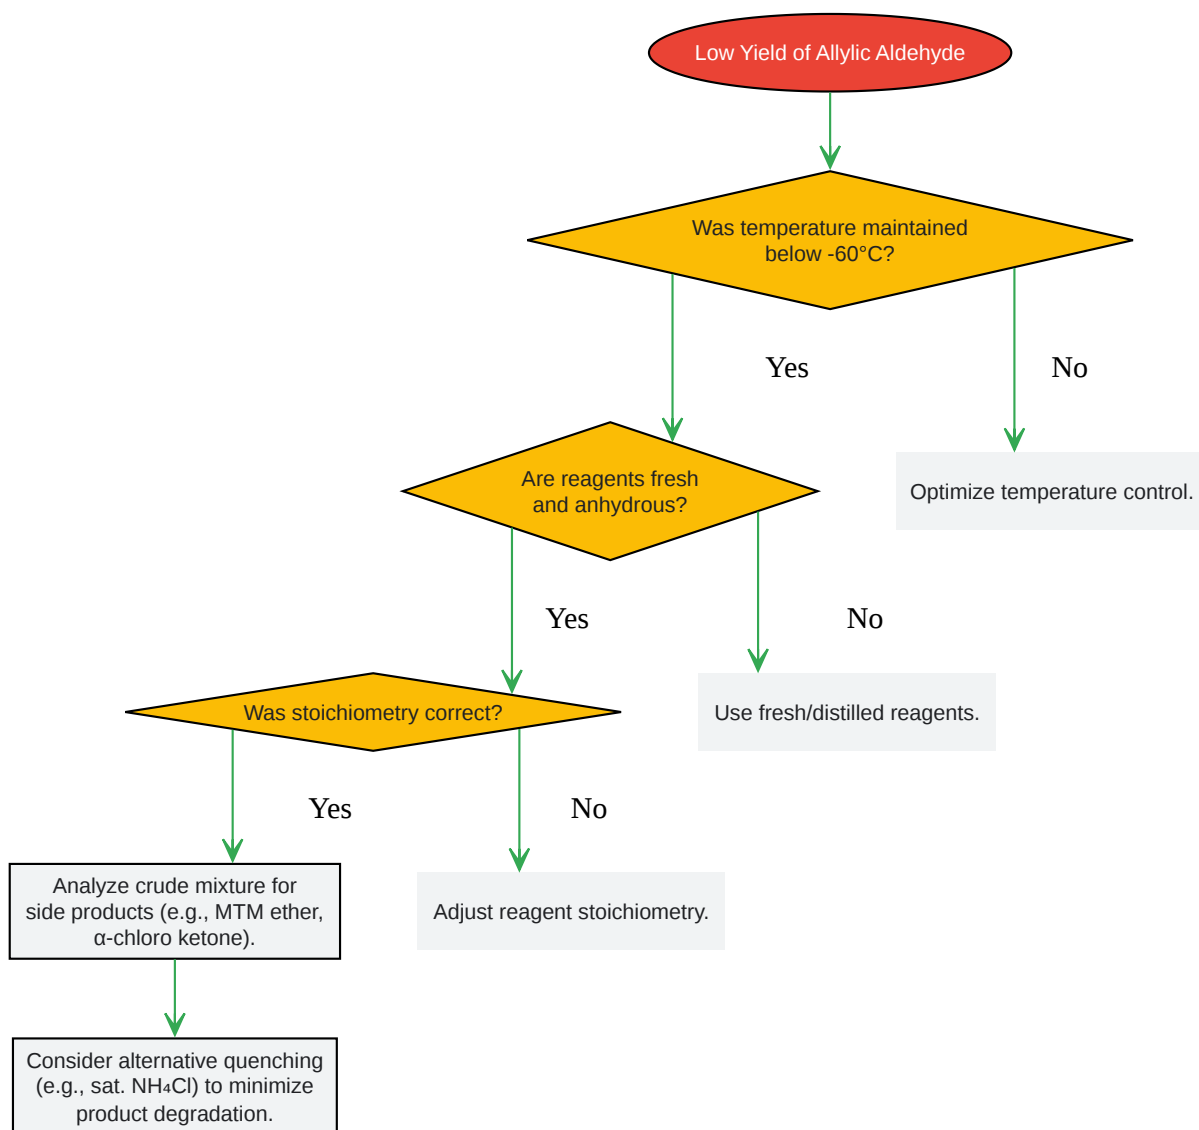 Low Yield of Allylic Aldehyde
Was temperature maintained
below -60°C?
Yes
No
Are reagents fresh
and anhydrous?
Optimize temperature control.
Yes
No
Was stoichiometry correct?
Use fresh/distilled reagents.
Yes
No
Analyze crude mixture for
side products (e.g., MTM ether,
α-chloro ketone).
Adjust reagent stoichiometry.
Consider alternative quenching
(e.g., sat. NH₄Cl) to minimize
product degradation.